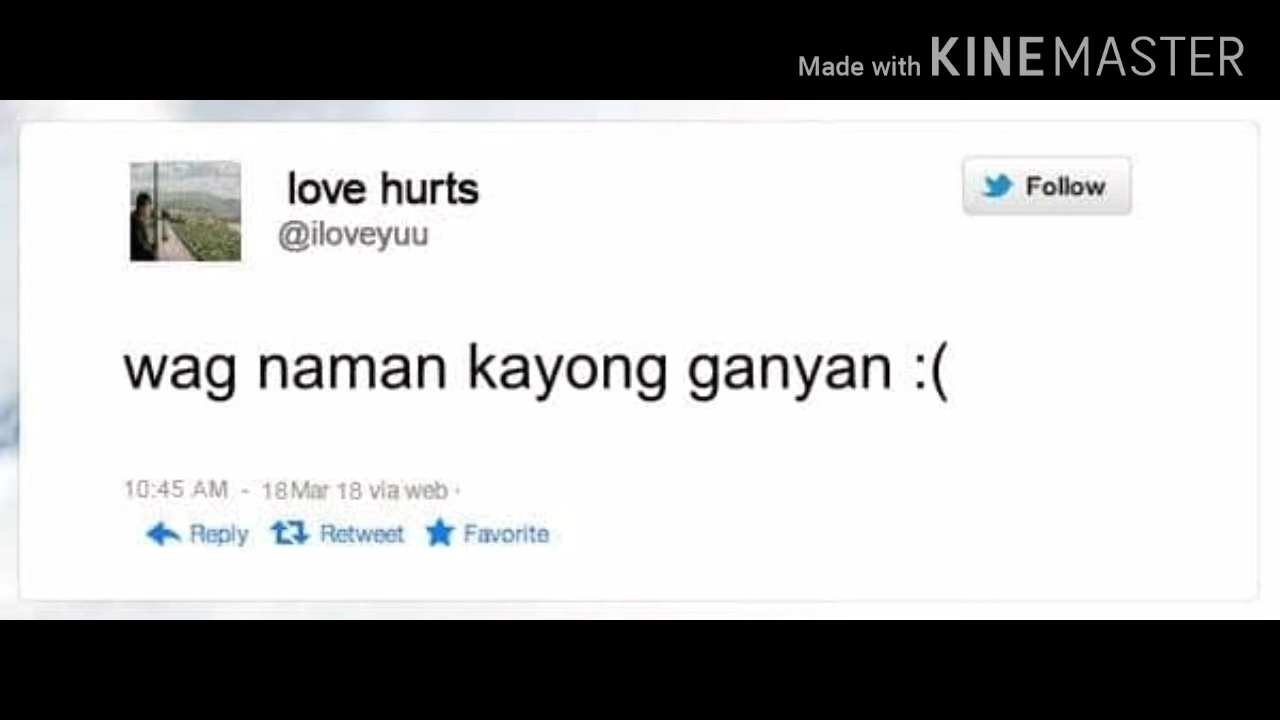 Made with KINEMASTER
love hurts
Follow
@iloveyuu
wag naman kayong ganyan :(
10:45 AM - 18Mar 18 via web ·
Reply Retweet Favorite